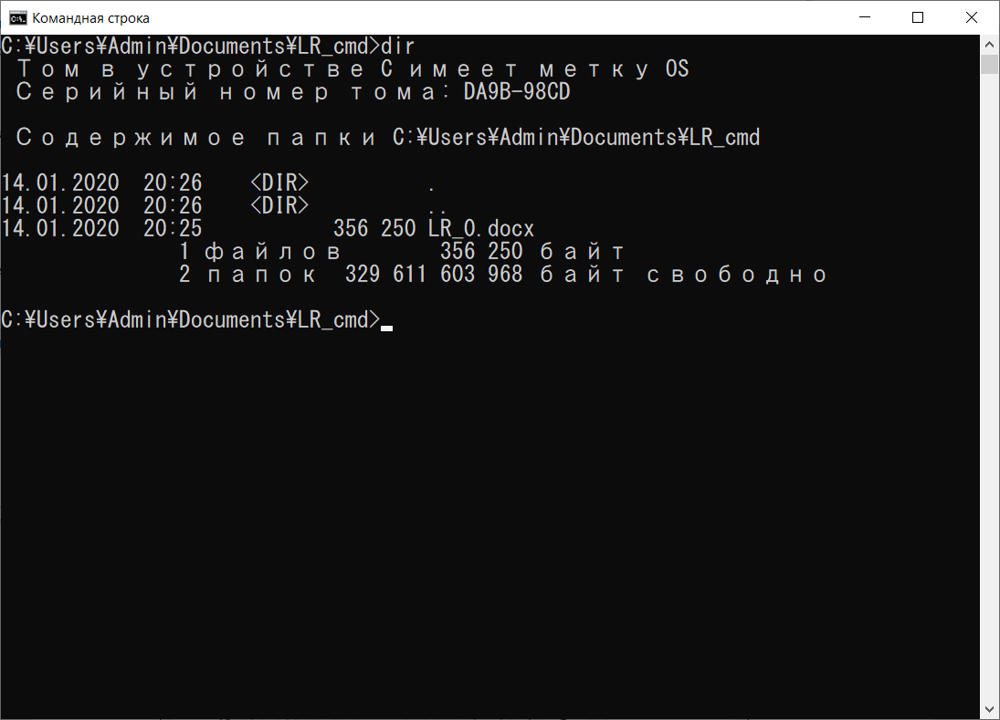 Командная строка
C:¥Users¥Admin¥Documents¥LR_cmd>dir
Том в устройстве C имеет метку OS
Серийный номер тома: DA9B-98CD
Содержимое папки C:¥Users¥Admin¥Documents¥LR_cmd
14.01.2020  20:26    <DIR>          .
14.01.2020  20:26    <DIR>          ..
14.01.2020  20:25           356 250 LR_0.docx
1 файлов        356 250 байт
2 папок  329 611 603 968 байт свободно
C:¥Users¥Admin¥Documents¥LR_cmd>